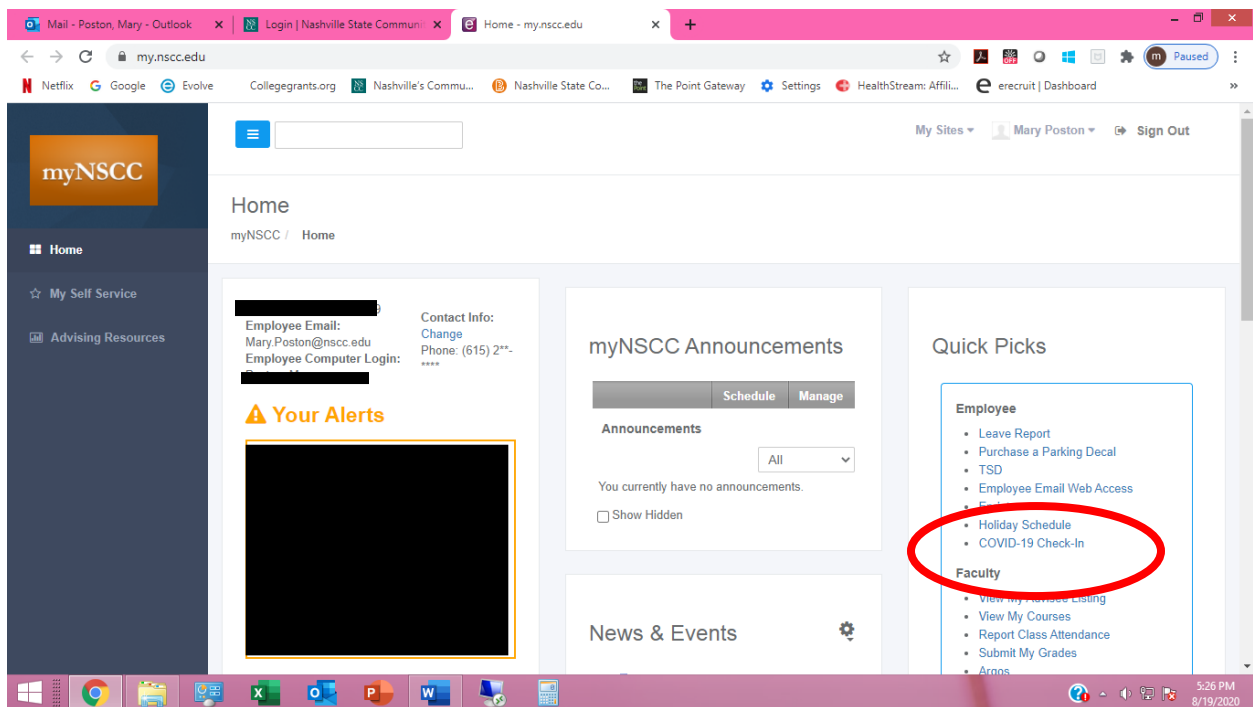 Mail - Poston, Mary - Outlook
Login | Nashville State Communit
Home - my.nscc.edu
my.nscc.edu
OFF
m Paused
Netflix
Google
Evolve
Collegegrants.org
Nashville's Commu...
Nashville State Co...
The Point Gateway
Settings
HealthStream: Affili...
erecruit | Dashboard
»
myNSCC
My Sites
Mary Poston
Sign Out
Home
myNSCC / Home
Home
My Self Service
Advising Resources
Employee Email:
Mary.Poston@nscc.edu
Employee Computer Login:
Contact Info:
Change
Phone: (615) 2**-
****
Your Alerts
myNSCC Announcements
Schedule Manage
Announcements
All
You currently have no announcements.
Show Hidden
News & Events
Quick Picks
Employee
Leave Report
Purchase a Parking Decal
TSD
Employee Email Web Access
Holiday Schedule
COVID-19 Check-In
Faculty
View My Advisee Listing
View My Courses
Report Class Attendance
Submit My Grades
Argos
5:26 PM
8/19/2020